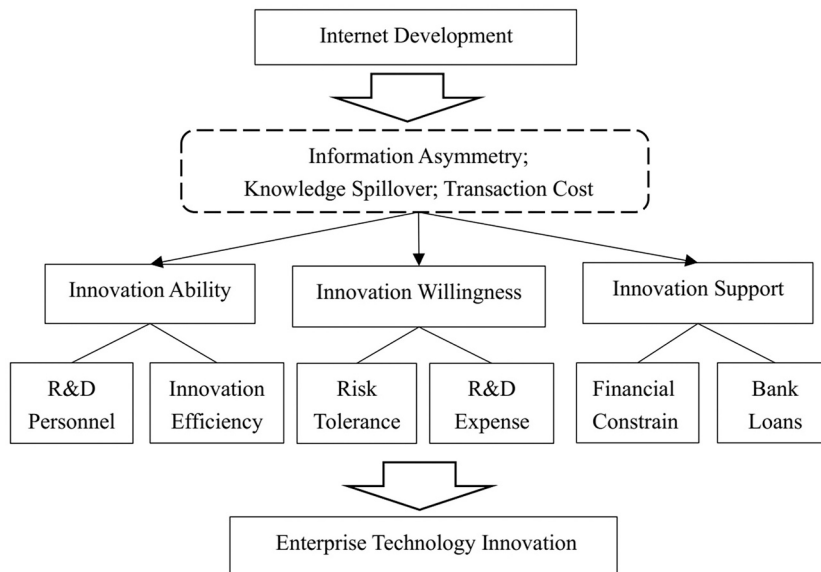 Internet Development
Information Asymmetry;
Knowledge Spillover; Transaction Cost
Innovation Ability
Innovation Willingness
Innovation Support
R&D
Personnel
Innovation
Efficiency
Risk
Tolerance
R&D
Expense
Financial
Constrain
Bank
Loans
Enterprise Technology Innovation